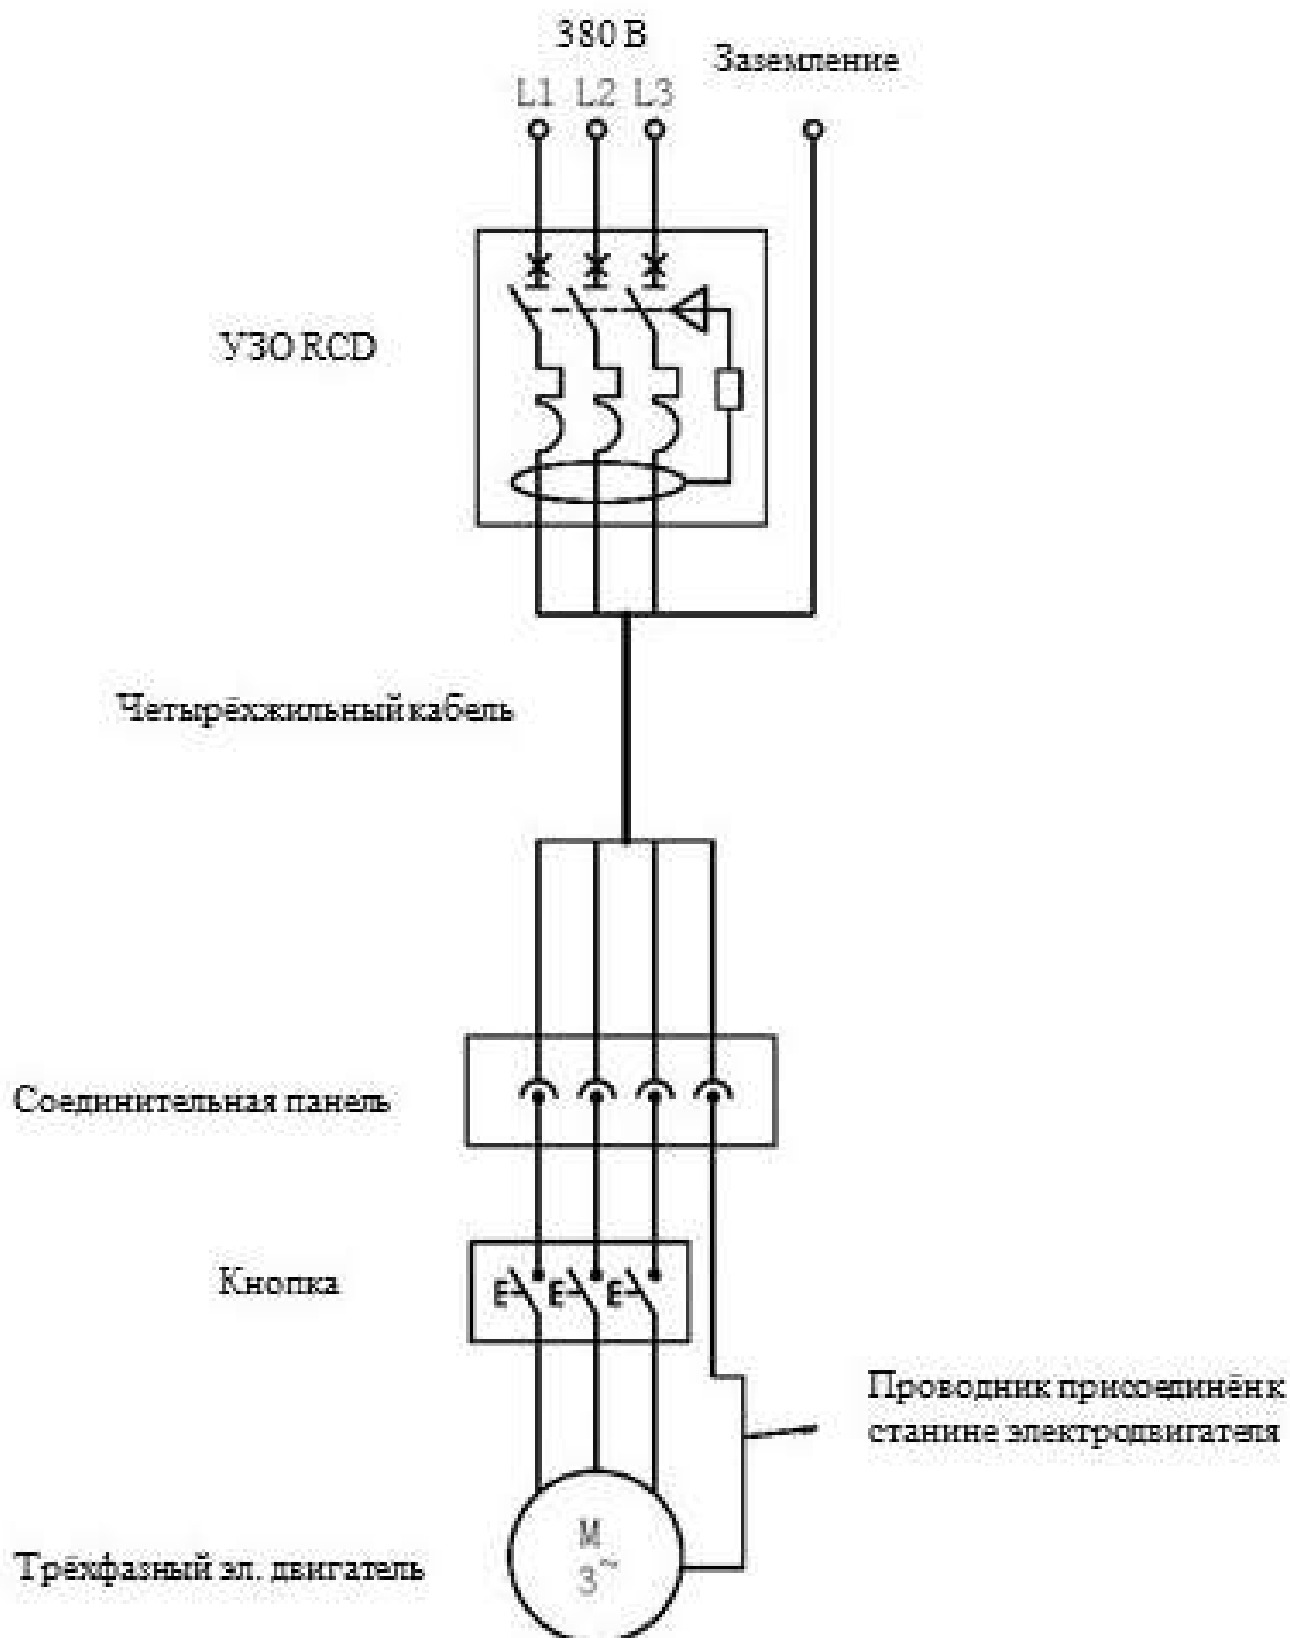 380 В
Заземление
L1 L2 L3
УЗО RCD
Четырёхжильный кабель
Соединительная панель
Кнопка
Проводник присоединён к
станине электродвигателя
M
3~
Трёхфазный эл. двигатель